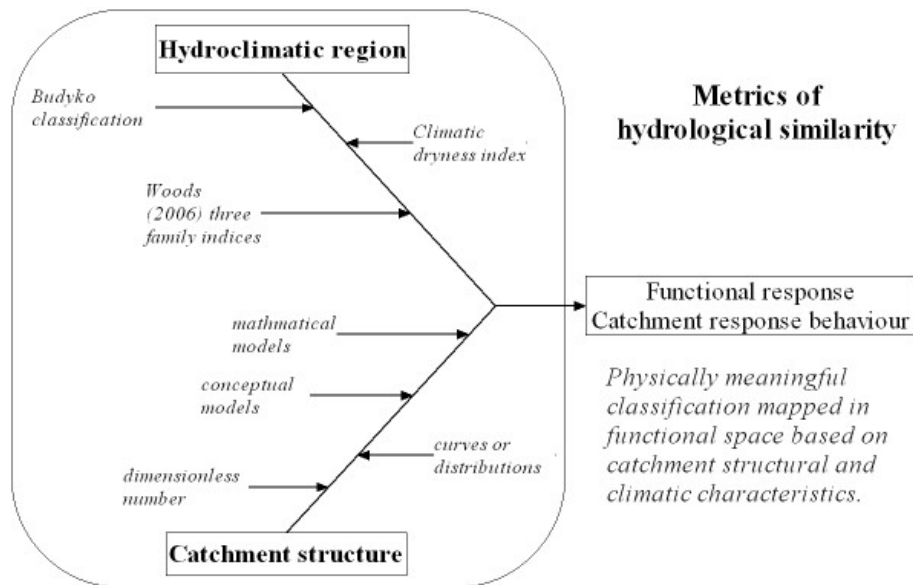 Hydroclimatic region
Budyko
classification
Climatic
dryness index
Woods
(2006) three
family indices
mathmatical
models
conceptual
models
curves or
distributions
dimensionless
number
Catchment structure
Metrics of
hydrological similarity
Functional response
Catchment response behaviour
Physically meaningful
classification mapped in
functional space based on
catchment structural and
climatic characteristics.